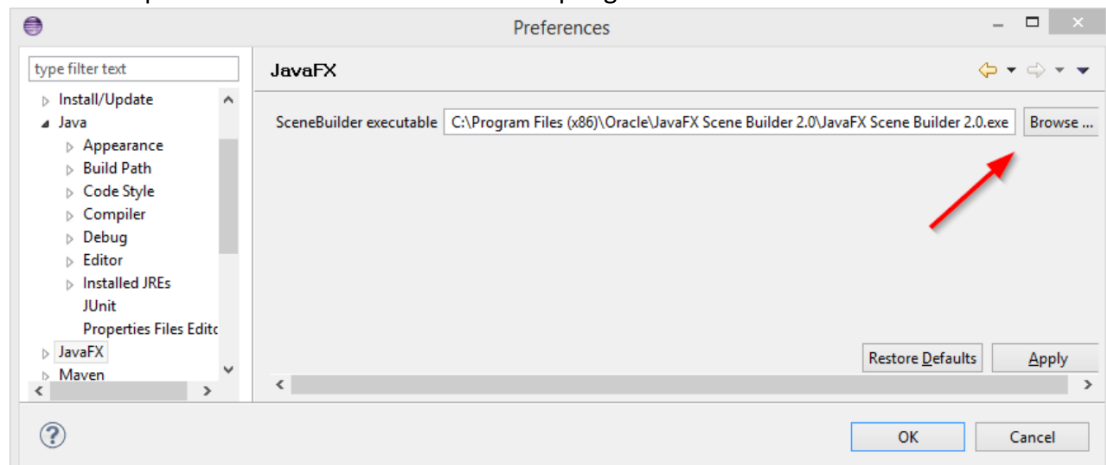 Preferences
type filter text
JavaFX
Install/Update
Java
Appearance
Build Path
Code Style
Compiler
Debug
Editor
Installed JREs
JUnit
Properties Files Editc
JavaFX
Maven
SceneBuilder executable C:\Program Files (x86)\Oracle\JavaFX Scene Builder 2.0\JavaFX Scene Builder 2.0.exe Browse ...
Restore Defaults Apply
OK Cancel